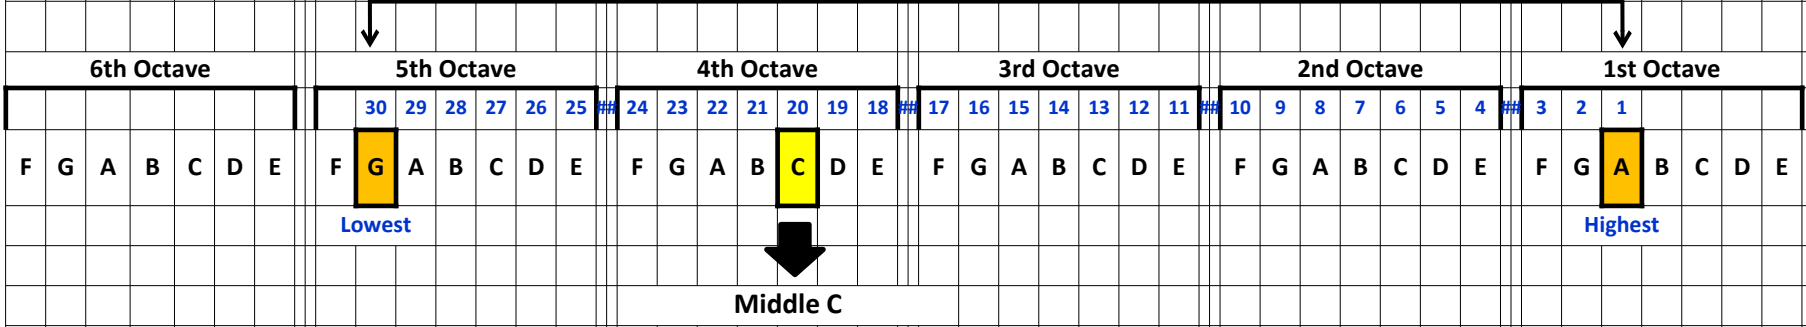 6th Octave 5th Octave 4th Octave 3rd Octave 2nd Octave 1st Octave
30 29 28 27 26 25 ## 24 23 22 21 20 19 18 ## 17 16 15 14 13 12 11 ## 10 9 8 7 6 5 4 ## 3 2 1
F G A B C D E F G A B C D E F G A B C D E F G A B C D E F G A B C D E F G A B C D E
Lowest Highest
Middle C